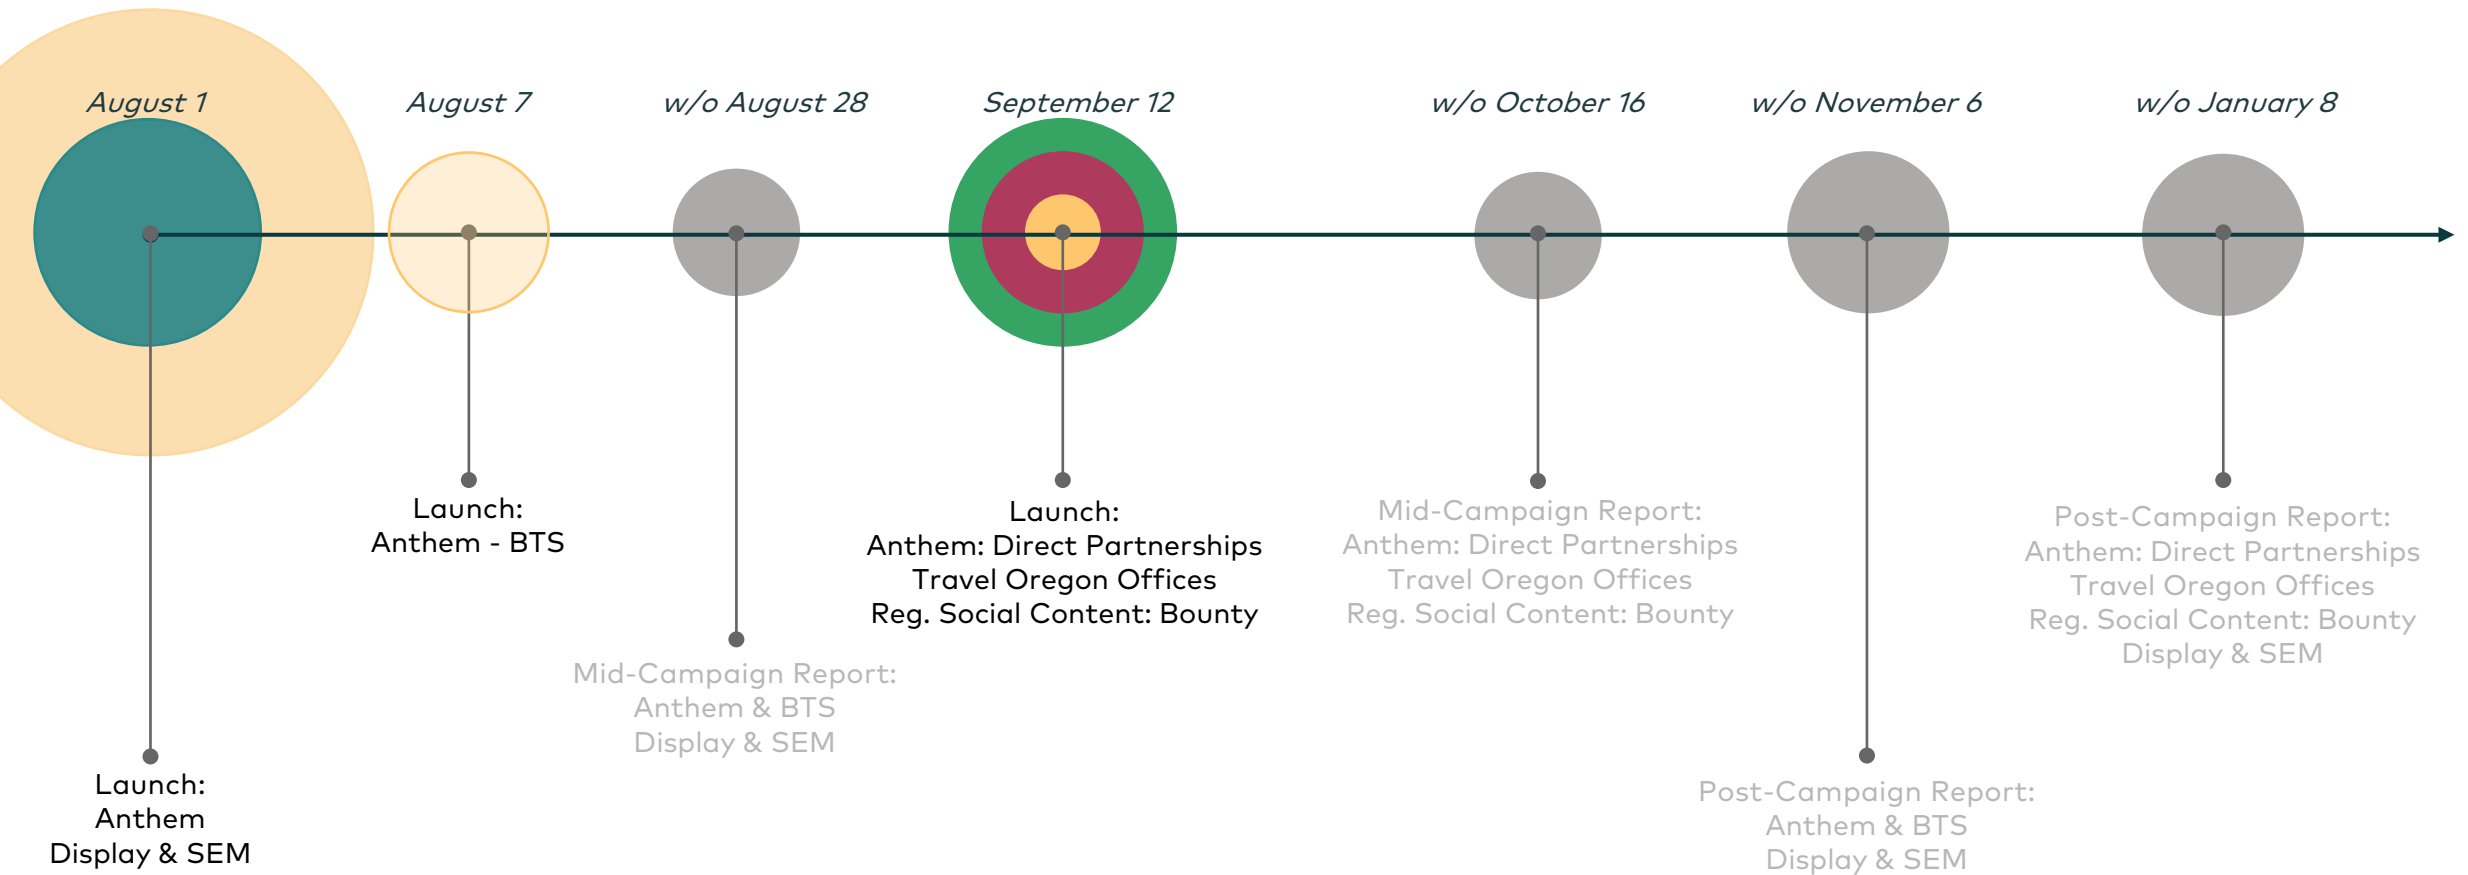 August 1
August 7
w/o August 28
September 12
w/o October 16
w/o November 6
w/o January 8
Launch:
Anthem
Display & SEM
Launch:
Anthem - BTS
Mid-Campaign Report:
Anthem & BTS
Display & SEM
Launch:
Anthem: Direct Partnerships
Travel Oregon Offices
Reg. Social Content: Bounty
Mid-Campaign Report:
Anthem: Direct Partnerships
Travel Oregon Offices
Reg. Social Content: Bounty
Post-Campaign Report:
Anthem & BTS
Display & SEM
Post-Campaign Report:
Anthem: Direct Partnerships
Travel Oregon Offices
Reg. Social Content: Bounty
Display & SEM